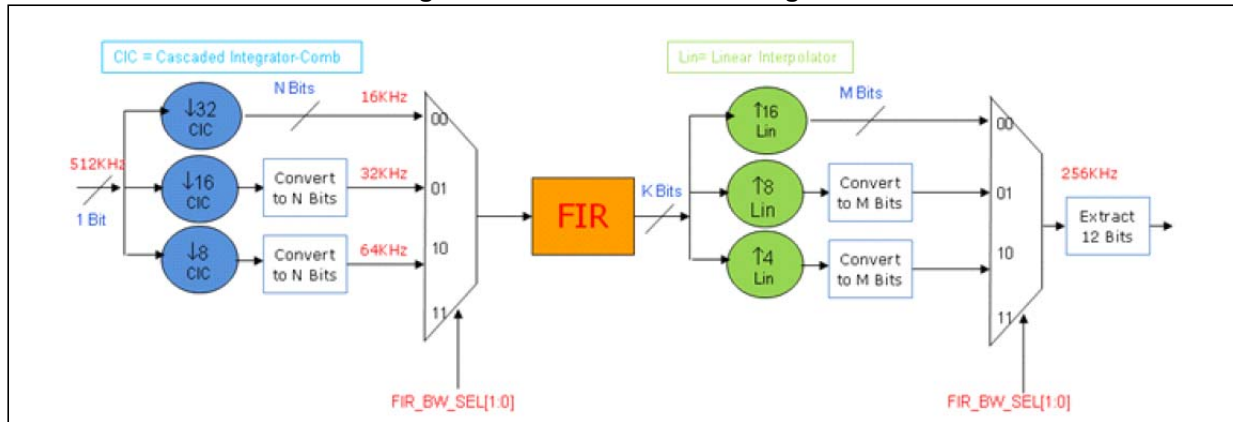 CIC = Cascaded Integrator-Comb
Lin= Linear Interpolator
512KHz
1 Bit
↓32
CIC
N Bits
16KHz
↓16
CIC
Convert
to N Bits
32KHz
↓8
CIC
Convert
to N Bits
64KHz
00
01
10
11
FIR_BW_SEL[1:0]
FIR
K Bits
↑16
Lin
M Bits
↑8
Lin
Convert
to M Bits
↑4
Lin
Convert
to M Bits
00
01
10
11
FIR_BW_SEL[1:0]
256KHz
Extract
12 Bits